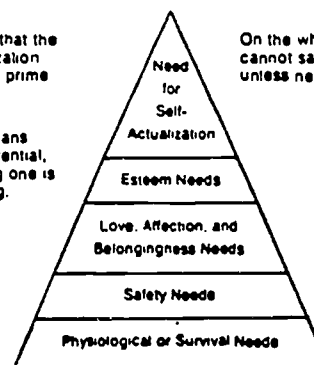 that the
zation
prime
ans
ential,
g one is
g.
On the wh
cannot sa
unless ne
Need
for
Self-
Actualization
Esteem Needs
Love, Affection, and
Belongingness Needs
Safety Needs
Physiological or Survival Needs